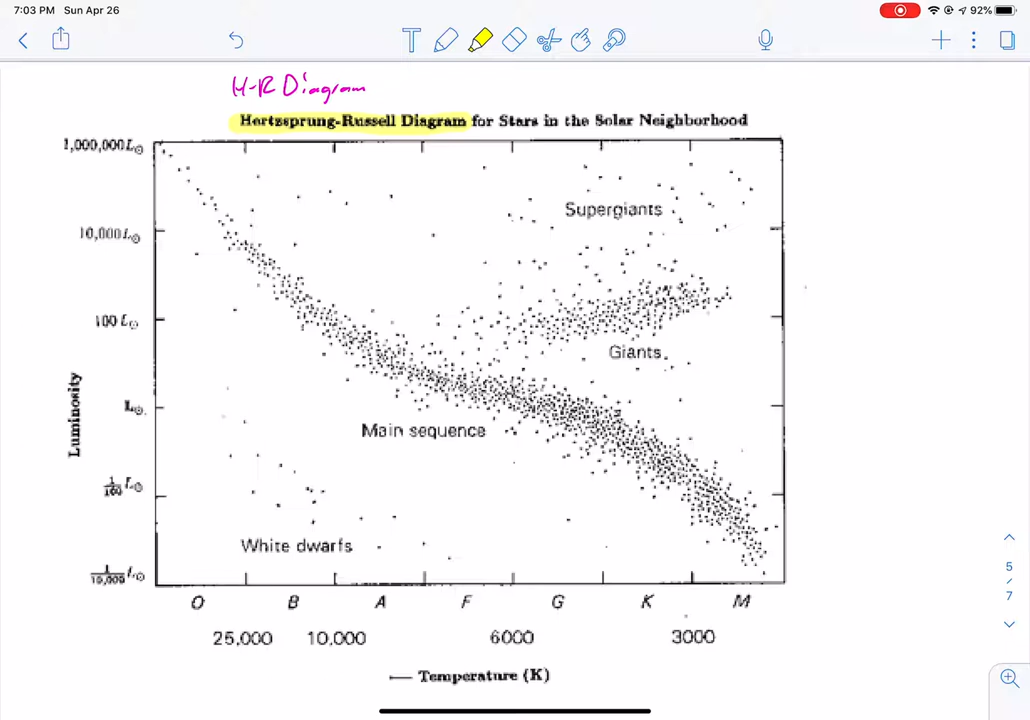 7:03 PM Sun Apr 26
92%
T
H-R Diagram
Hertzsprung-Russell Diagram for Stars in the Solar Neighborhood
1,000,000 L⊙
10,000 L⊙
100 L⊙
L⊙
1/100 L⊙
1/10,000 L⊙
Luminosity
Supergiants
Giants
Main sequence
White dwarfs
O B A F G K M
25,000 10,000 6000 3000
← Temperature (K)
5
/
7